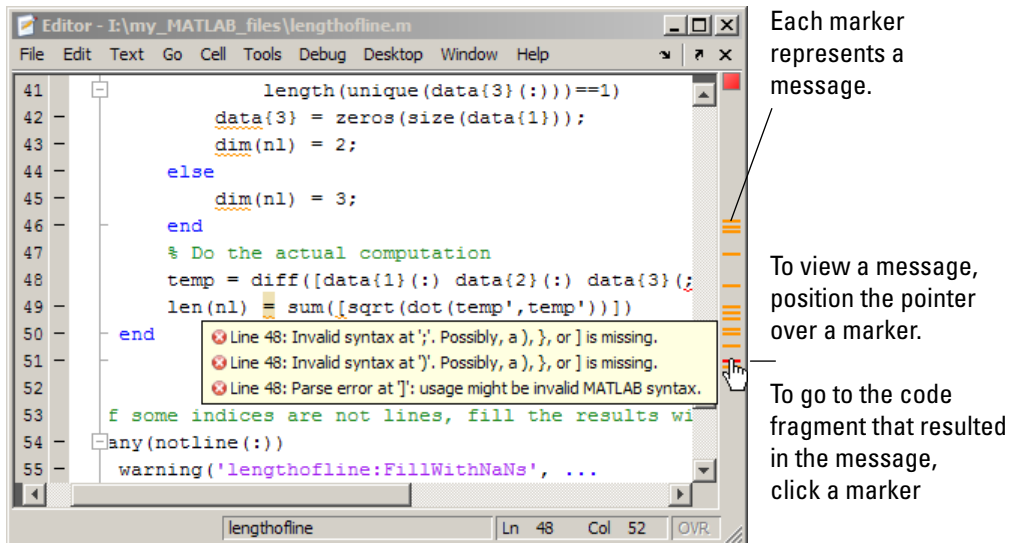 Editor - I:\my_MATLAB_files\lengthofline.m
File Edit Text Go Cell Tools Debug Desktop Window Help
41 length(unique(data{3}(:)))==1)
42 - data{3} = zeros(size(data{1}));
43 - dim(nl) = 2;
44 - else
45 - dim(nl) = 3;
46 - end
47 % Do the actual computation
48 temp = diff([data{1}(:) data{2}(:) data{3}(;
49 - len(nl) = sum([sqrt(dot(temp',temp'))])
50 - end
Line 48: Invalid syntax at ';'. Possibly, a ), }, or ] is missing.
51 -
Line 48: Invalid syntax at ')'. Possibly, a ), }, or ] is missing.
52
Line 48: Parse error at ']': usage might be invalid MATLAB syntax.
53 f some indices are not lines, fill the results wi
54 - any(notline(:))
55 - warning('lengthofline:FillWithNaNs', ...
lengthofline Ln 48 Col 52 OVR
Each marker
represents a
message.
To view a message,
position the pointer
over a marker.
To go to the code
fragment that resulted
in the message,
click a marker